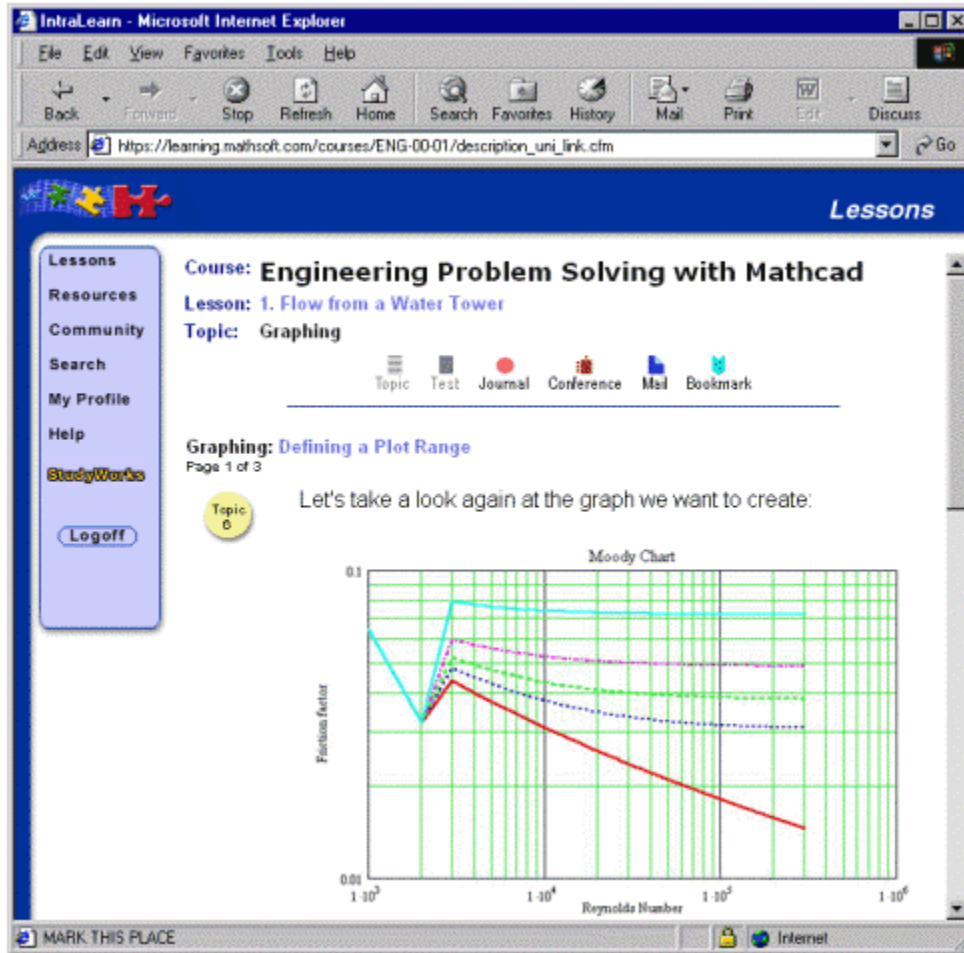 IntraLearn - Microsoft Internet Explorer
File Edit View Favorites Tools Help
Back Forward Stop Refresh Home Search Favorites History Mail Print Edit Discuss
Address https://learning.mathsoft.com/courses/ENG-00-01/description_uni_link.cfm Go
Lessons
Lessons
Resources
Community
Search
My Profile
Help
StudyWorks
Logoff
Course: Engineering Problem Solving with Mathcad
Lesson: 1. Flow from a Water Tower
Topic: Graphing
Topic Test Journal Conference Mail Bookmark
Graphing: Defining a Plot Range
Page 1 of 3
Topic
6
Let's take a look again at the graph we want to create:
Moody Chart
0.1
Friction factor
0.01
1·10³ 1·10⁴ 1·10⁵ 1·10⁶
Reynolds Number
MARK THIS PLACE Internet